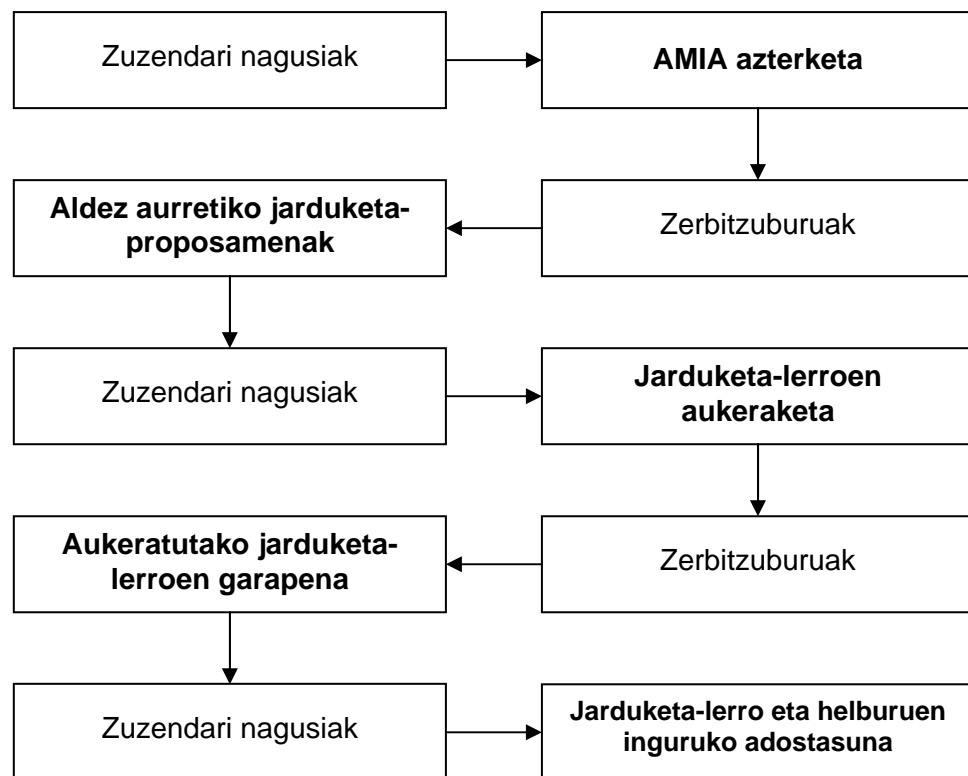 Zuzendari nagusiak
AMIA azterketa
Aldez aurretiko jarduketa-
proposamenak
Zerbitzuburuak
Zuzendari nagusiak
Jarduketa-lerroen
aukeraketa
Aukeratutako jarduketa-
lerroen garapena
Zerbitzuburuak
Zuzendari nagusiak
Jarduketa-lerro eta helburuen
inguruko adostasuna